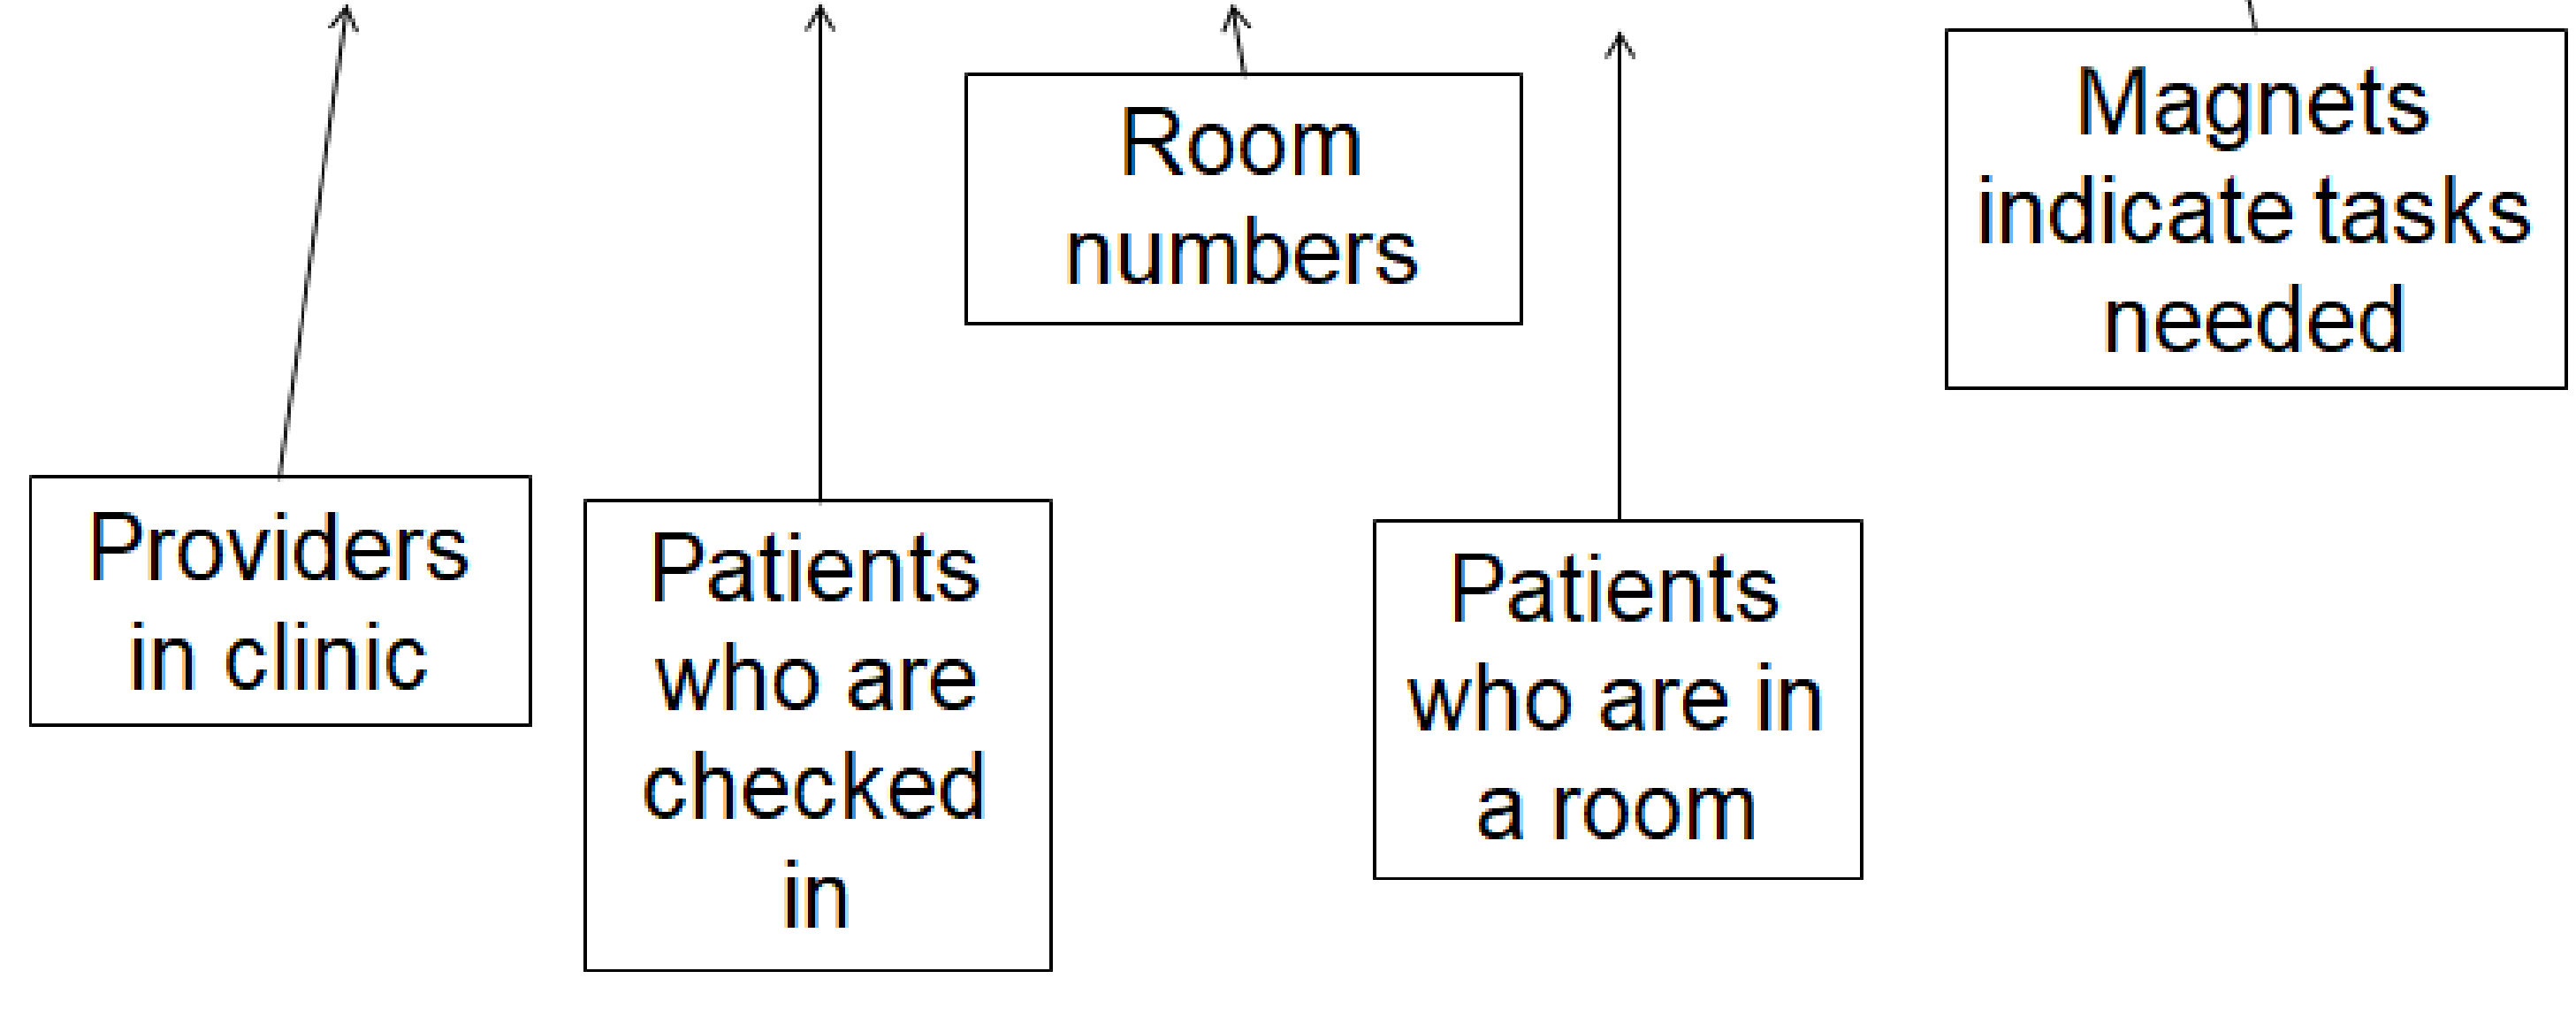 Providers
in clinic
Patients
who are
checked
in
Room
numbers
Patients
who are in
a room
Magnets
indicate tasks
needed